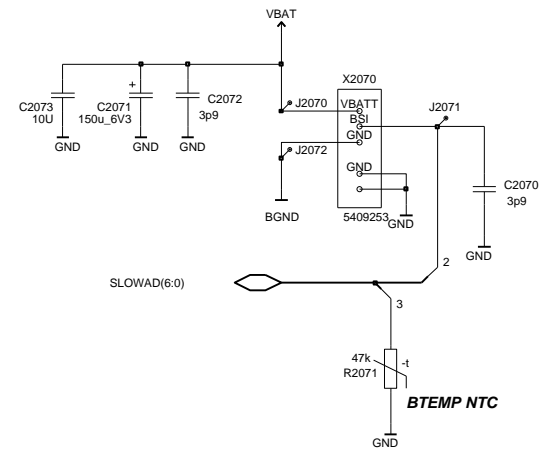 VBAT
X2070
C2073
10U
+
C2071
150u_6V3
C2072
3p9
J2070
VBATT
BSI
GND
J2071
J2072
GND
GND
GND
GND
C2070
3p9
BGND
5409253
GND
GND
2
SLOWAD(6:0)
3
47k
R2071
-t
BTEMP NTC
GND